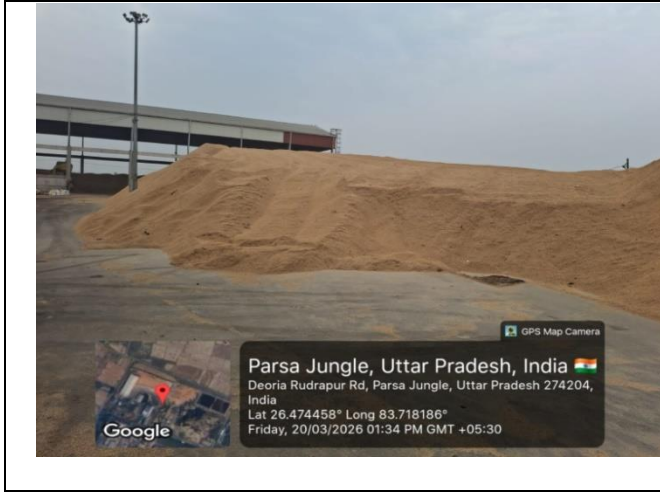 GPS Map Camera
Parsa Jungle, Uttar Pradesh, India 🇮🇳
Deoria Rudrapur Rd, Parsa Jungle, Uttar Pradesh 274204,
India
Lat 26.474458° Long 83.718186°
Friday, 20/03/2026 01:34 PM GMT +05:30
Google